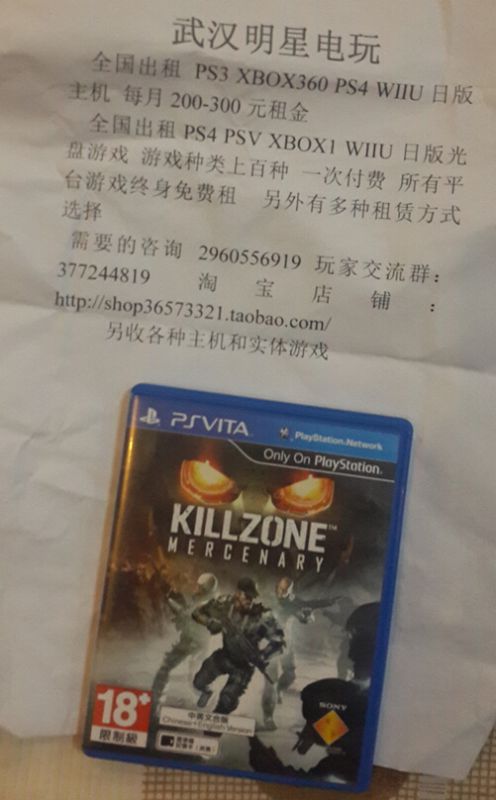 武汉明星电玩
全国出租 PS3 XBOX360 PS4 WIIU 日版
主机 每月 200-300 元租金
全国出租 PS4 PSV XBOX1 WIIU 日版光
盘游戏 游戏种类上百种 一次付费 所有平
台游戏终身免费租 另外有多种租赁方式
选择
需要的咨询 2960556919 玩家交流群：
377244819 淘宝店铺：
http://shop36573321.taobao.com/
另收各种主机和实体游戏
PSVITA
PlayStation Network
Only On PlayStation
KILLZONE™
MERCENARY
SONY
18+
限制級
中英文合版
Chinese+English Version